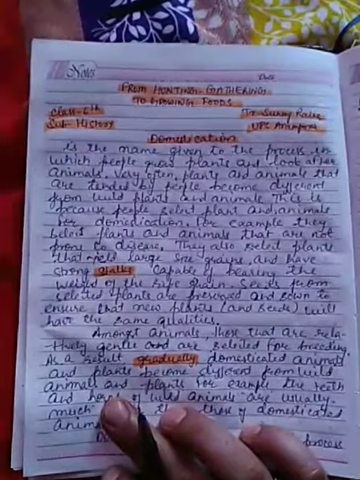 Notes
Date
FROM HUNTING-GATHERING
TO GROWING FOODS
Class-6th
Sub-History
UPS
Domestication
is the name given to the process in
which people grow plants and look after
animals. Very often, plants and animals that
are tended by people become different
from wild plants and animals This is
because people select plant and animals
for domestication. For example they
select plants and animals that are not
prone to disease. They also select plants
that yield large size grains, and have
strong stalks capable of bearing the
weight of the ripe grain. Seeds from
selected plants are preserved and sown to
ensure that new plants (and seeds) will
have the same qualities.
Amongst animals, those that are rela-
tively gentle are selected for breeding.
As a result gradually domesticated animals
and plants become different from wild
animals and plants for example the teeth
and of wild animals are usually
much those of domesticated
process